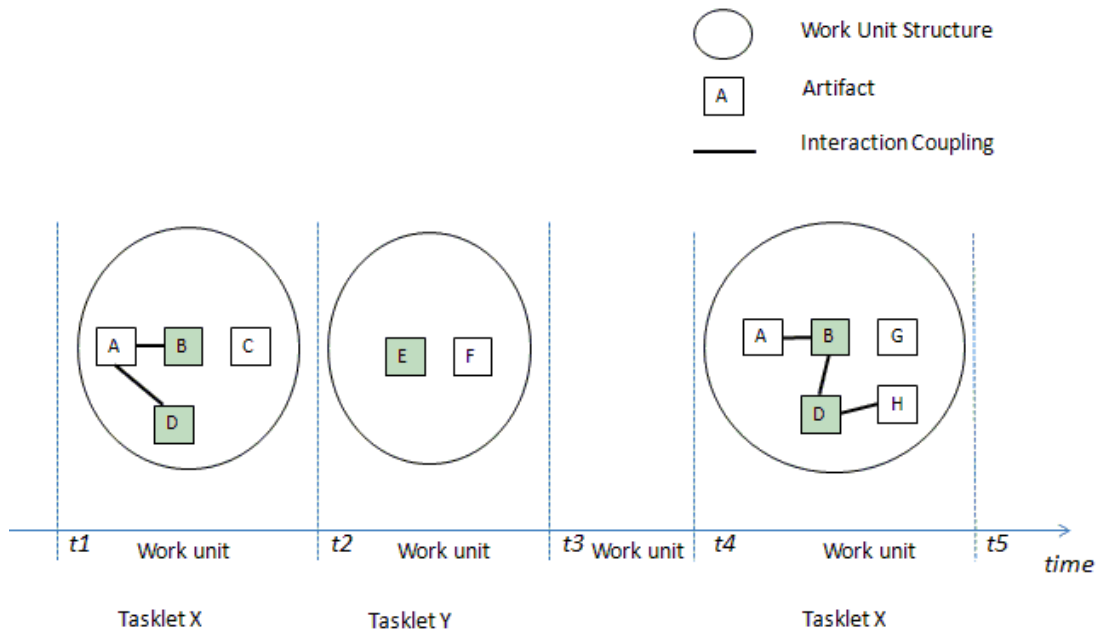 Work Unit Structure
A Artifact
Interaction Coupling
A B C
D
E F
A B G
D H
t1 Work unit t2 Work unit t3 Work unit t4 Work unit t5
time
Tasklet X Tasklet Y Tasklet X